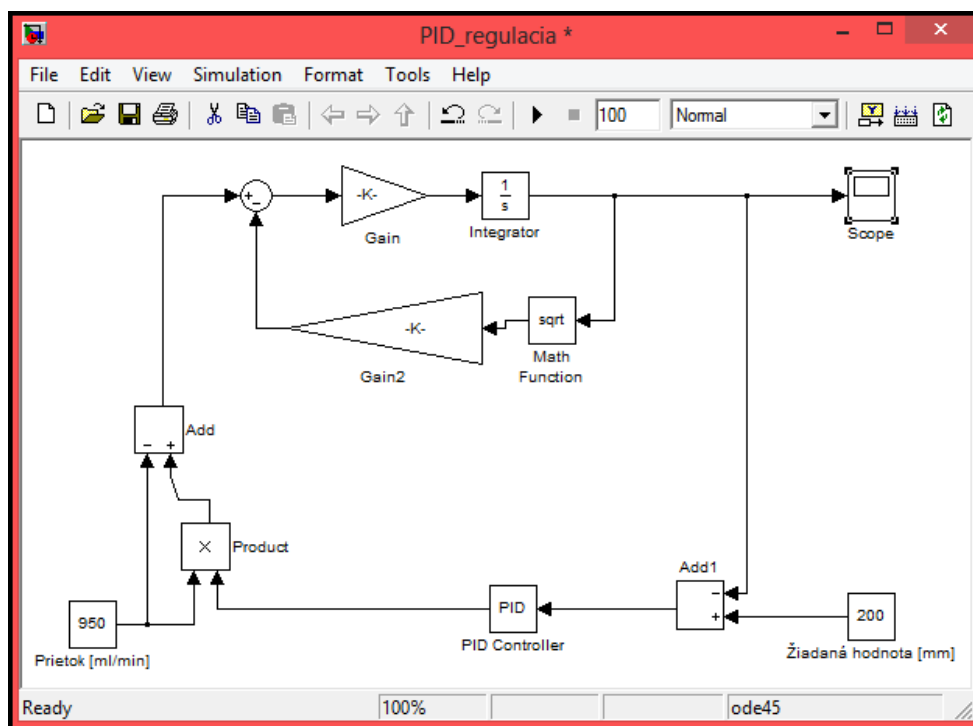 PID_regulacia *
File Edit View Simulation Format Tools Help
100 Normal
+
−
-K-
Gain
1
s
Integrator
Scope
-K-
Gain2
sqrt
Math
Function
− +
Add
×
Product
950
Prietok [ml/min]
PID
PID Controller
Add1
−
+
200
Žiadaná hodnota [mm]
Ready 100% ode45